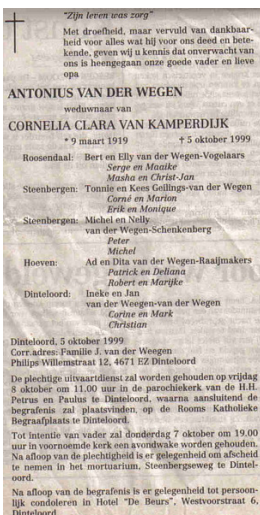 "Zijn leven was zorg"
Met droefheid, maar vervuld van dankbaar-
heid voor alles wat hij voor ons deed en bete-
kende, geven wij u kennis dat onverwacht van
ons is heengegaan onze goede vader en lieve
opa
ANTONIUS VAN DER WEGEN
weduwnaar van
CORNELIA CLARA VAN KAMPERDIJK
* 9 maart 1919 † 5 oktober 1999
Roosendaal: Bert en Elly van der Wegen-Vogelaars
Serge en Maaike
Masha en Christ-Jan
Steenbergen: Tonnie en Kees Geilings-van der Wegen
Corné en Marion
Erik en Monique
Steenbergen: Michel en Nelly
van der Wegen-Schenkenberg
Peter
Michel
Hoeven: Ad en Dita van der Wegen-Raaijmakers
Patrick en Deliana
Robert en Marijke
Dinteloord: Ineke en Jan
van der Weegen-van der Wegen
Corine en Mark
Christian
Dinteloord, 5 oktober 1999
Corr.adres: Familie J. van der Weegen
Philips Willemstraat 12, 4671 EZ Dinteloord
De plechtige uitvaartdienst zal worden gehouden op vrijdag
8 oktober om 11.00 uur in de parochiekerk van de H.H.
Petrus en Paulus te Dinteloord, waarna aansluitend de
begrafenis zal plaatsvinden, op de Rooms Katholieke
Begraafplaats te Dinteloord.
Tot intentie van vader zal donderdag 7 oktober om 19.00
uur in voornoemde kerk een avondwake worden gehouden.
Na afloop van de plechtigheid is er gelegenheid om afscheid
te nemen in het mortuarium, Steenbergseweg te Dintel-
oord.
Na afloop van de begrafenis is er gelegenheid tot persoon-
lijk condoleren in Hotel "De Beurs", Westvoorstraat 6,
Dinteloord